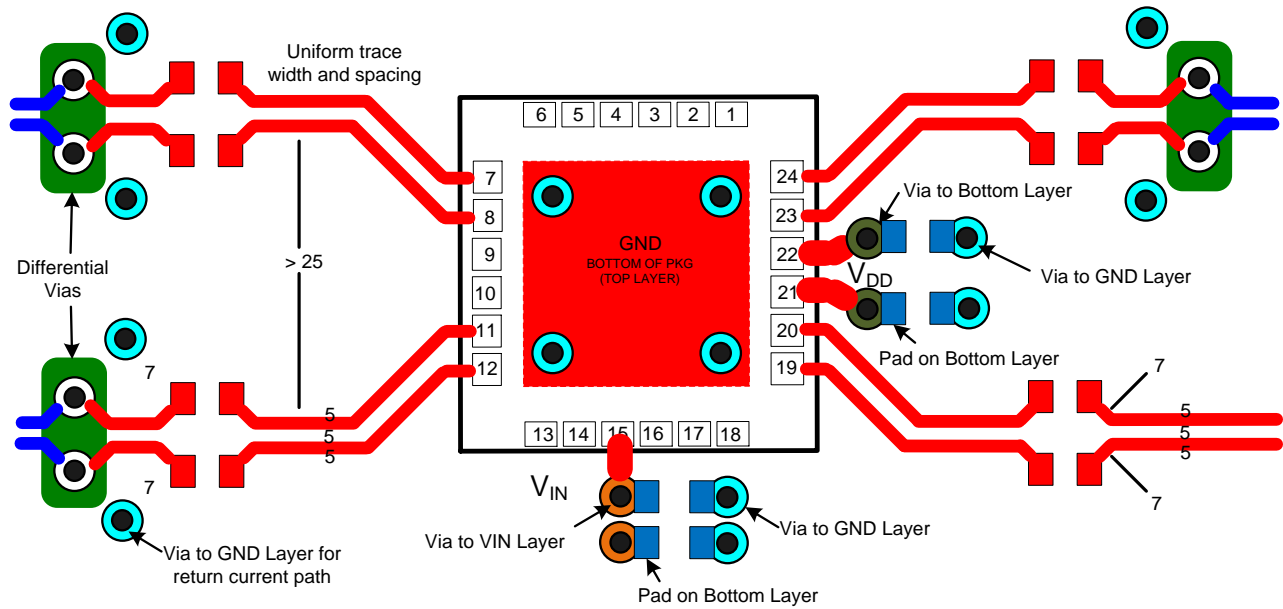 Uniform trace
width and spacing
6 5 4 3 2 1
7
8
9
10
11
12
24
23
22
21
20
19
13 14 15 16 17 18
GND
BOTTOM OF PKG
(TOP LAYER)
> 25
Differential
Vias
Via to Bottom Layer
VDD
Via to GND Layer
Pad on Bottom Layer
7
5
5
5
7
7
5
5
5
7
VIN
Via to VIN Layer
Via to GND Layer
Pad on Bottom Layer
Via to GND Layer for
return current path